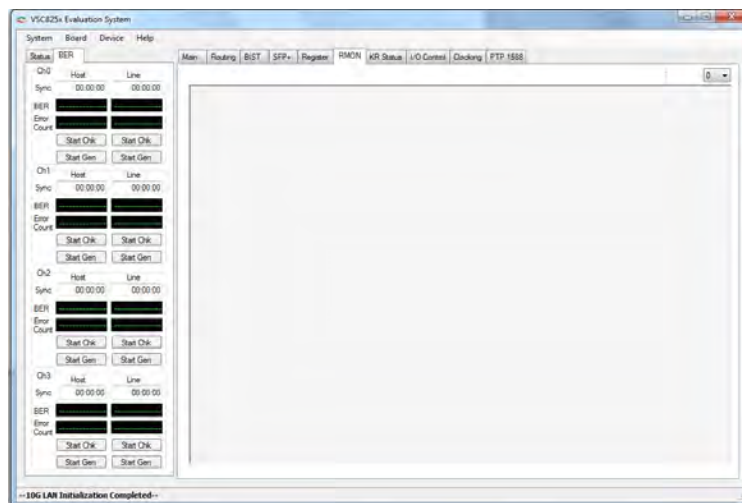 VSC825x Evaluation System
System Board Device Help
Status BER
Main Routing BIST SFP+ Register RMON KR Status I/O Control Clocking PTP 1588
0
Ch0 Host Line
Sync 00:00:00 00:00:00
BER
Error
Count
Start Chk Start Chk
Start Gen Start Gen
Ch1 Host Line
Sync 00:00:00 00:00:00
BER
Error
Count
Start Chk Start Chk
Start Gen Start Gen
Ch2 Host Line
Sync 00:00:00 00:00:00
BER
Error
Count
Start Chk Start Chk
Start Gen Start Gen
Ch3 Host Line
Sync 00:00:00 00:00:00
BER
Error
Count
Start Chk Start Chk
Start Gen Start Gen
--10G LAN Initialization Completed--